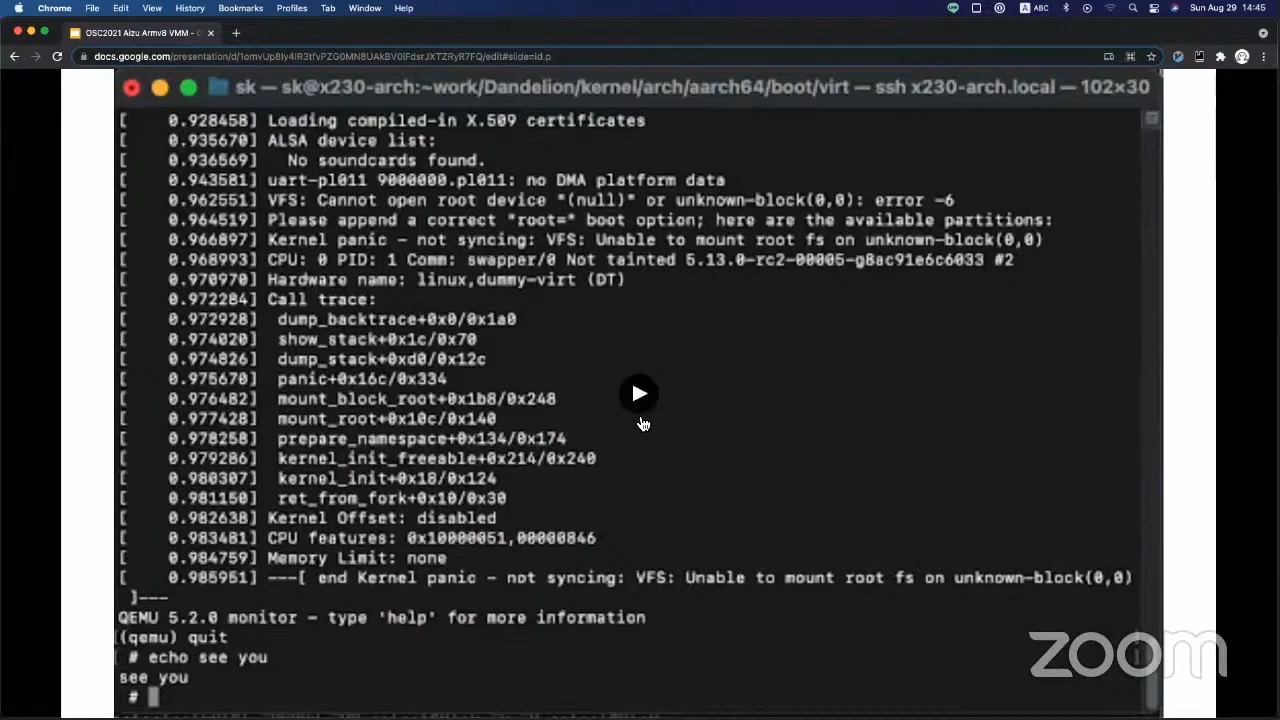 Chrome File Edit View History Bookmarks Profiles Tab Window Help ABC Sun Aug 29 14:45
OSC2021 Aizu Armv8 VMM - G
docs.google.com/presentation/d/1omvUp8Iy4IR3tfvPZG0MN8UAkBV0iFdsrJXTZRyR7FQ/edit#slide=id.p
sk — sk@x230-arch:~work/Dandelion/kernel/arch/aarch64/boot/virt — ssh x230-arch.local — 102×30
[ 0.928458] Loading compiled-in X.509 certificates
[ 0.935670] ALSA device list:
[ 0.936569] No soundcards found.
[ 0.943581] uart-pl011 9000000.pl011: no DMA platform data
[ 0.962551] VFS: Cannot open root device "(null)" or unknown-block(0,0): error -6
[ 0.964519] Please append a correct "root=" boot option; here are the available partitions:
[ 0.966897] Kernel panic - not syncing: VFS: Unable to mount root fs on unknown-block(0,0)
[ 0.968993] CPU: 0 PID: 1 Comm: swapper/0 Not tainted 5.13.0-rc2-00005-g8ac91e6c6033 #2
[ 0.970970] Hardware name: linux,dummy-virt (DT)
[ 0.972284] Call trace:
[ 0.972928] dump_backtrace+0x0/0x1a0
[ 0.974020] show_stack+0x1c/0x70
[ 0.974826] dump_stack+0xd0/0x12c
[ 0.975670] panic+0x16c/0x334
[ 0.976482] mount_block_root+0x1b8/0x248
[ 0.977428] mount_root+0x10c/0x140
[ 0.978258] prepare_namespace+0x134/0x174
[ 0.979286] kernel_init_freeable+0x214/0x240
[ 0.980307] kernel_init+0x18/0x124
[ 0.981150] ret_from_fork+0x10/0x30
[ 0.982638] Kernel Offset: disabled
[ 0.983481] CPU features: 0x10000051,00000846
[ 0.984759] Memory Limit: none
[ 0.985951] ---[ end Kernel panic - not syncing: VFS: Unable to mount root fs on unknown-block(0,0)
]---
QEMU 5.2.0 monitor - type 'help' for more information
(qemu) quit
# echo see you
see you
#
zoom